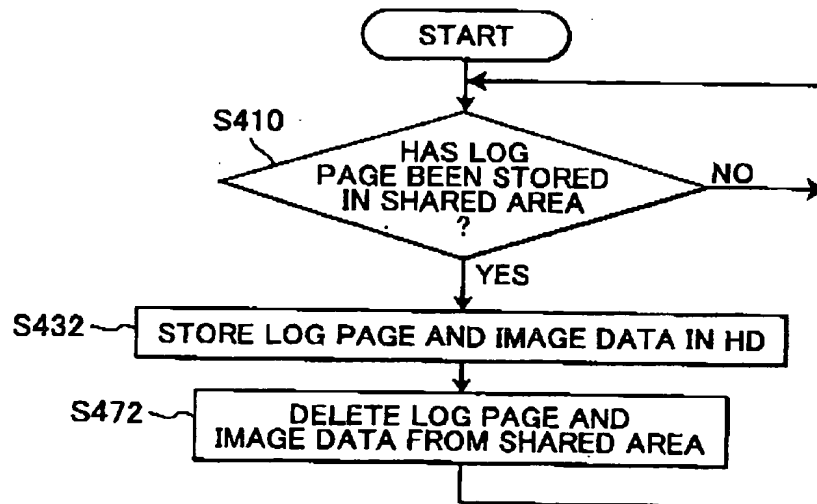 START
S410
HAS LOG
PAGE BEEN STORED
IN SHARED AREA
?
NO
YES
S432
STORE LOG PAGE AND IMAGE DATA IN HD
S472
DELETE LOG PAGE AND
IMAGE DATA FROM SHARED AREA